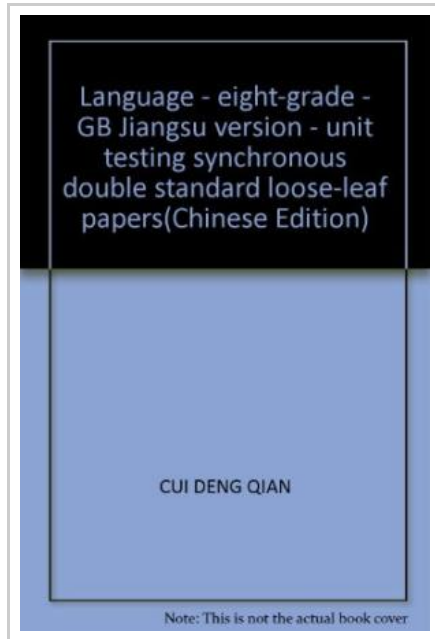 Language - eight-grade -
GB Jiangsu version - unit
testing synchronous
double standard loose-leaf
papers(Chinese Edition)
CUI DENG QIAN
Note: This is not the actual book cover